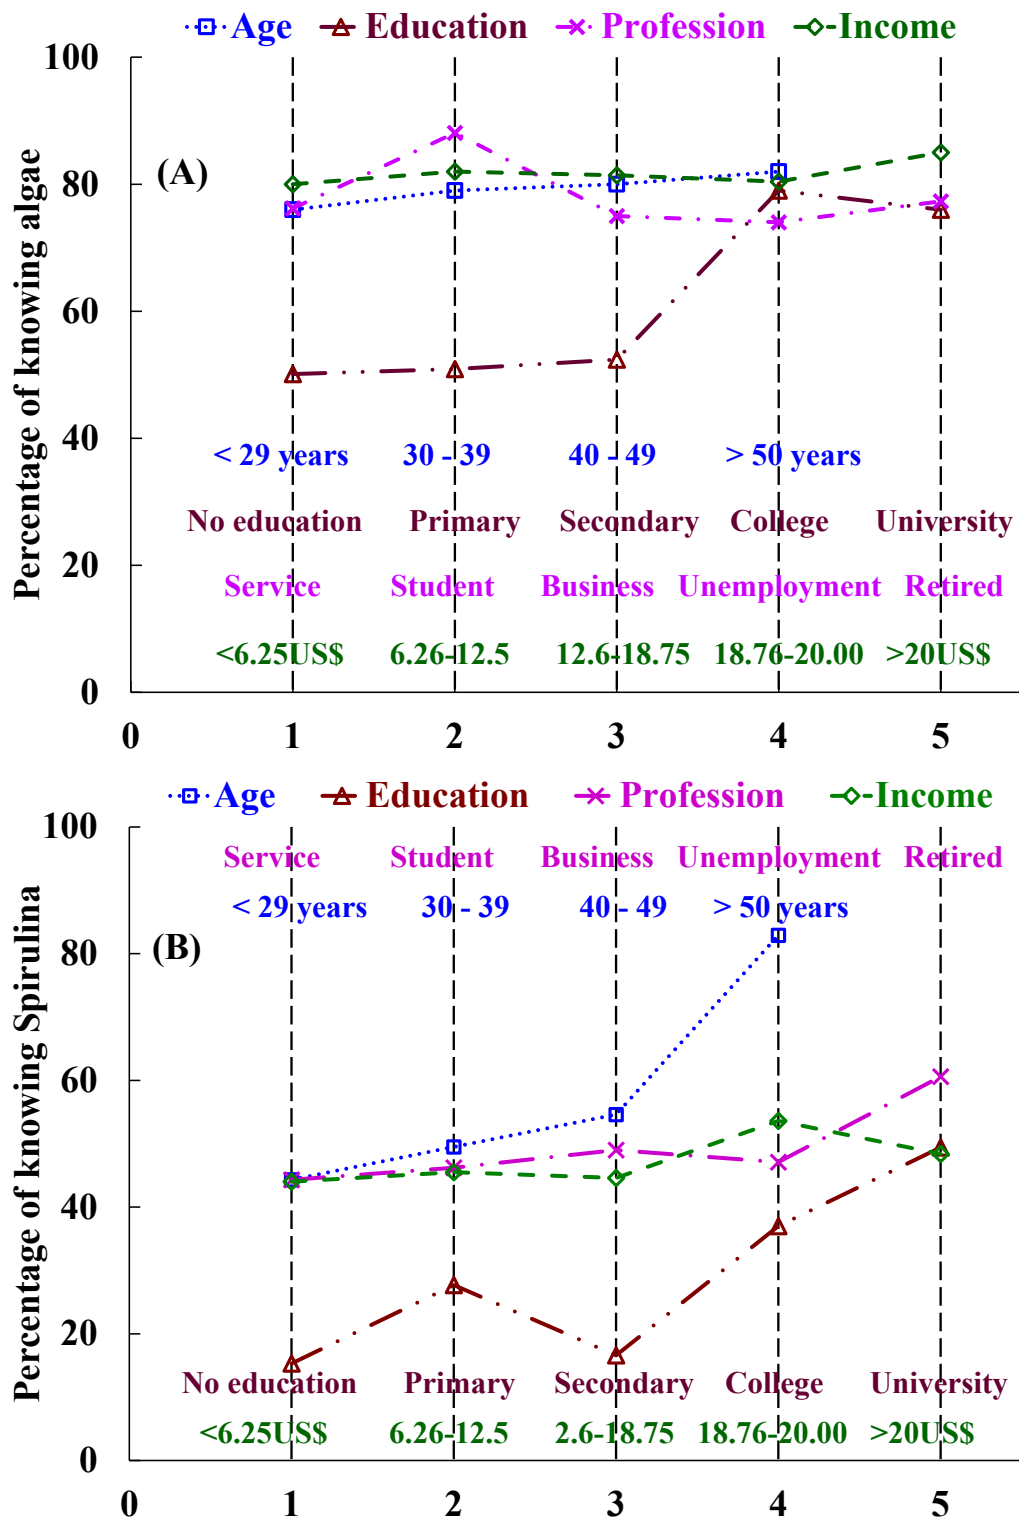 Age Education Profession Income
100
80
60
40
20
0
Percentage of knowing algae
(A)
< 29 years 30 - 39 40 - 49 > 50 years
No education Primary Secondary College University
Service Student Business Unemployment Retired
<6.25US$ 6.26-12.5 12.6-18.75 18.76-20.00 >20US$
0 1 2 3 4 5
Age Education Profession Income
100
80
60
40
20
0
Percentage of knowing Spirulina
Service Student Business Unemployment Retired
< 29 years 30 - 39 40 - 49 > 50 years
(B)
No education Primary Secondary College University
<6.25US$ 6.26-12.5 2.6-18.75 18.76-20.00 >20US$
0 1 2 3 4 5